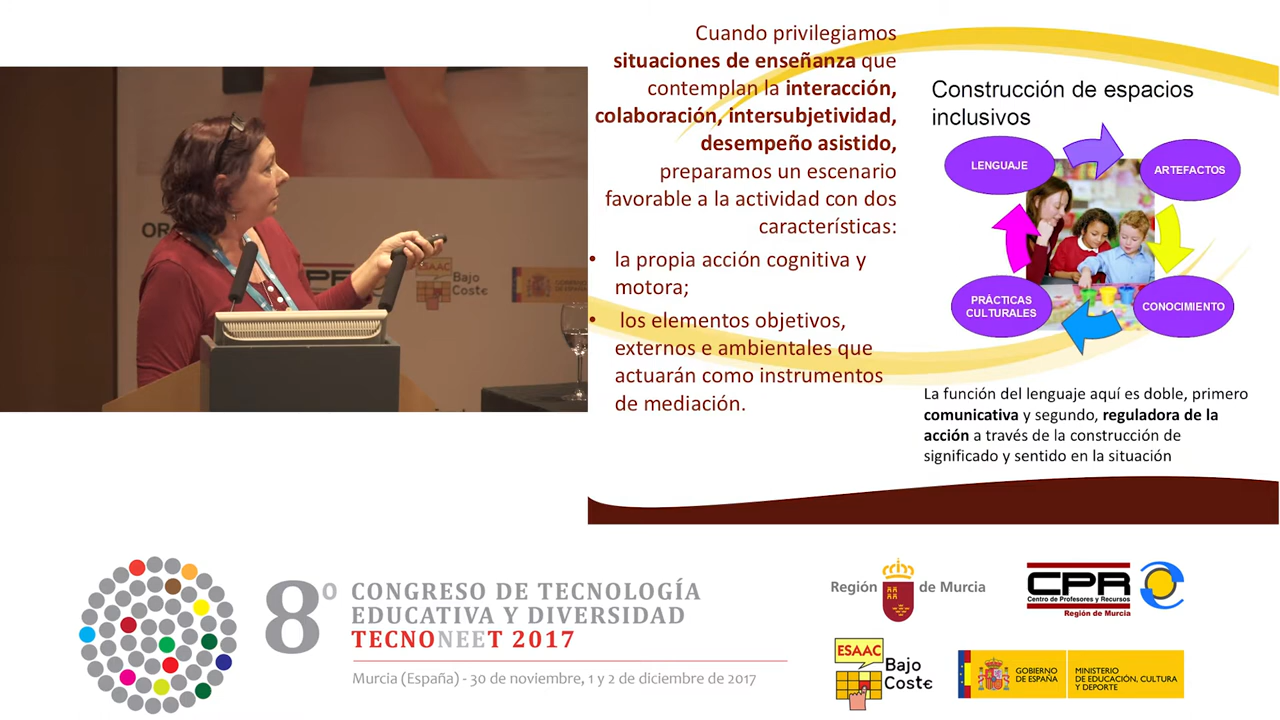 Cuando privilegiamos
situaciones de enseñanza que
contemplan la interacción,
colaboración, intersubjetividad,
desempeño asistido,
preparamos un escenario
favorable a la actividad con dos
características:
• la propia acción cognitiva y
motora;
• los elementos objetivos,
externos e ambientales que
actuarán como instrumentos
de mediación.
Construcción de espacios
inclusivos
LENGUAJE
ARTEFACTOS
PRÁCTICAS
CULTURALES
CONOCIMIENTO
La función del lenguaje aquí es doble, primero
comunicativa y segundo, reguladora de la
acción a través de la construcción de
significado y sentido en la situación
ESAAC
Bajo
Coste
8º
CONGRESO DE TECNOLOGÍA
EDUCATIVA Y DIVERSIDAD
TECNONEET 2017
Murcia (España) - 30 de noviembre, 1 y 2 de diciembre de 2017
Región de Murcia
CPR
Centro de Profesores y Recursos
Región de Murcia
ESAAC
Bajo
Coste
GOBIERNO
DE ESPAÑA
MINISTERIO
DE EDUCACIÓN, CULTURA
Y DEPORTE